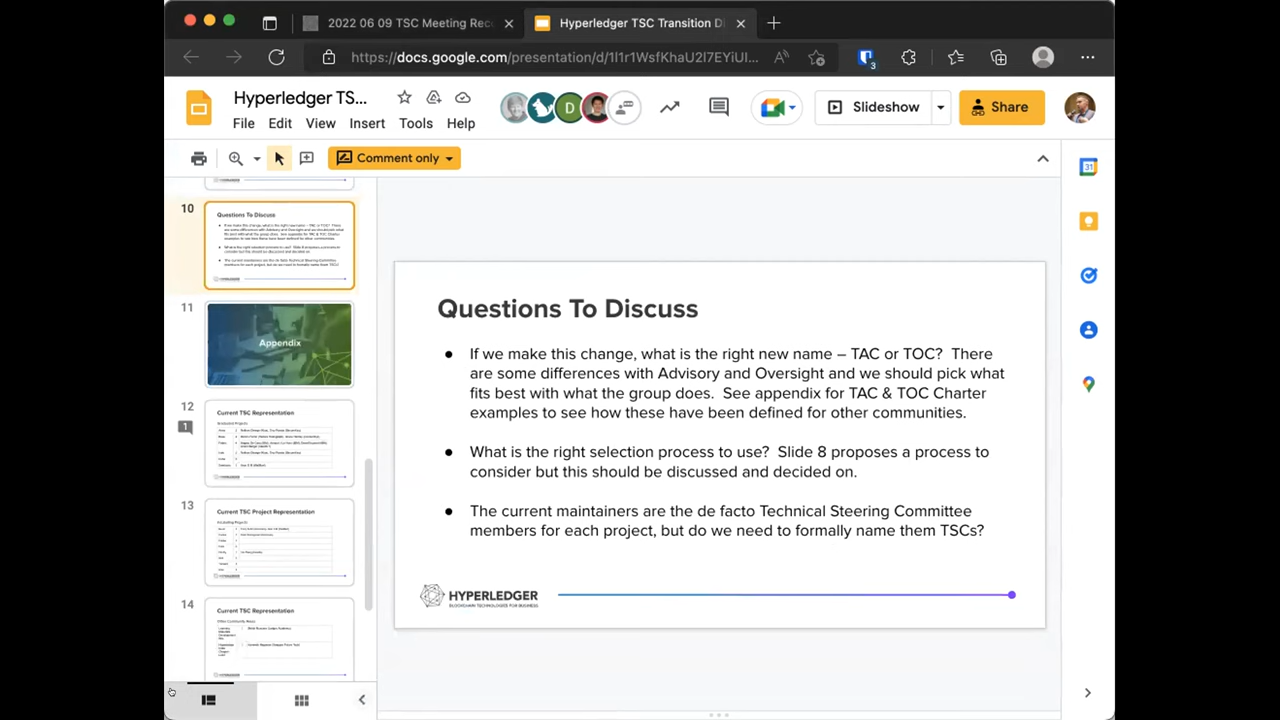 2022 06 09 TSC Meeting Rec
Hyperledger TSC Transition D
https://docs.google.com/presentation/d/1l1r1WsfKhaU2l7EYiUl...
3
Hyperledger TS...
D
Slideshow
Share
File Edit View Insert Tools Help
Comment only
31
10
Questions To Discuss
11
Appendix
12
Current TSC Representation
1
13
Current TSC Project Representation
14
Current TSC Representation
Questions To Discuss
● If we make this change, what is the right new name – TAC or TOC? There
are some differences with Advisory and Oversight and we should pick what
fits best with what the group does. See appendix for TAC & TOC Charter
examples to see how these have been defined for other communities.
● What is the right selection process to use? Slide 8 proposes a process to
consider but this should be discussed and decided on.
● The current maintainers are the de facto Technical Steering Committee
members for each project, but do we need to formally name them TSCs?
HYPERLEDGER
BLOCKCHAIN TECHNOLOGIES FOR BUSINESS